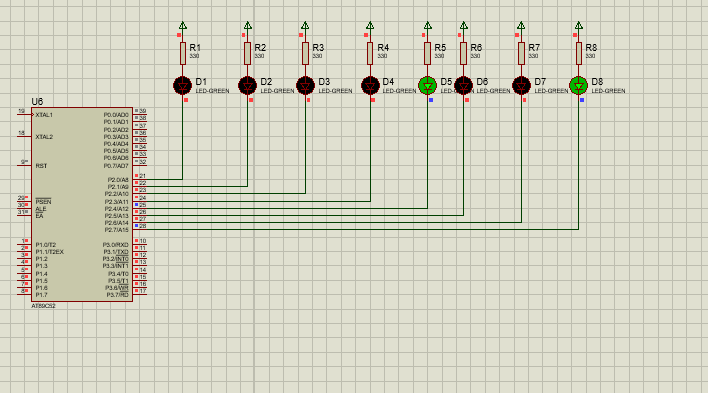 R1 R2 R3 R4 R5 R6 R7 R8
330 330 330 330 330 330 330 330
D1 D2 D3 D4 D5 D6 D7 D8
LED-GREEN LED-GREEN LED-GREEN LED-GREEN LED-GREEN LED-GREEN LED-GREEN LED-GREEN
U6
19 XTAL1 P0.0/AD0 39
P0.1/AD1 38
P0.2/AD2 37
18 XTAL2 P0.3/AD3 36
P0.4/AD4 35
P0.5/AD5 34
P0.6/AD6 33
9 RST P0.7/AD7 32
P2.0/A8 21
P2.1/A9 22
P2.2/A10 23
29 PSEN P2.3/A11 24
30 ALE P2.4/A12 25
31 EA P2.5/A13 26
P2.6/A14 27
P2.7/A15 28
1 P1.0/T2 P3.0/RXD 10
2 P1.1/T2EX P3.1/TXD 11
3 P1.2 P3.2/INT0 12
4 P1.3 P3.3/INT1 13
5 P1.4 P3.4/T0 14
6 P1.5 P3.5/T1 15
7 P1.6 P3.6/WR 16
8 P1.7 P3.7/RD 17
AT89C52